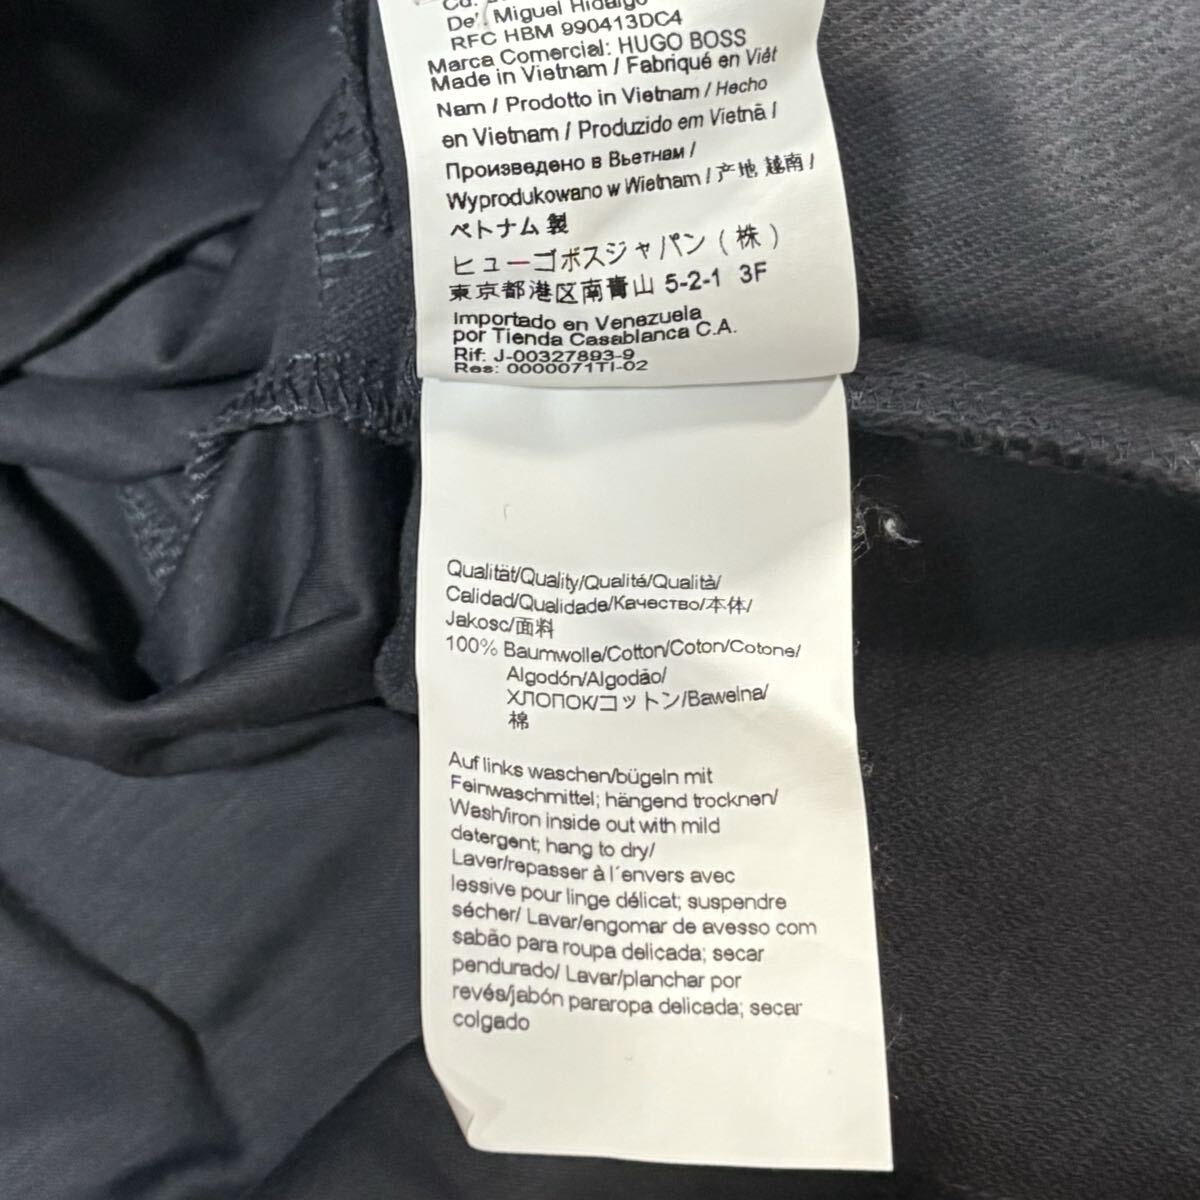 De'. Miguel Hidalgo
RFC HBM 990413DC4
Marca Comercial: HUGO BOSS
Made in Vietnam / Fabriqué en Viêt
Nam / Prodotto in Vietnam / Hecho
en Vietnam / Produzido em Vietnã /
Произведено в Вьетнам /
Wyprodukowano w Wietnam / 产地 越南 /
ベトナム 製
ヒューゴボスジャパン ( 株 )
東京都港区南青山 5-2-1 3F
Importado en Venezuela
por Tienda Casablanca C.A.
Rif: J-00327893-9
Res: 0000071TI-02
Qualität/Quality/Qualité/Qualità/
Calidad/Qualidade/Качество/本体/
Jakosc/面料
100% Baumwolle/Cotton/Coton/Cotone/
Algodón/Algodão/
ХЛОПОК/コットン/Bawelna/
棉
Auf links waschen/bügeln mit
Feinwaschmittel; hängend trocknen/
Wash/iron inside out with mild
detergent; hang to dry/
Laver/repasser à l´envers avec
lessive pour linge délicat; suspendre
sécher/ Lavar/engomar de avesso com
sabão para roupa delicada; secar
pendurado/ Lavar/planchar por
revés/jabón pararopa delicada; secar
colgado